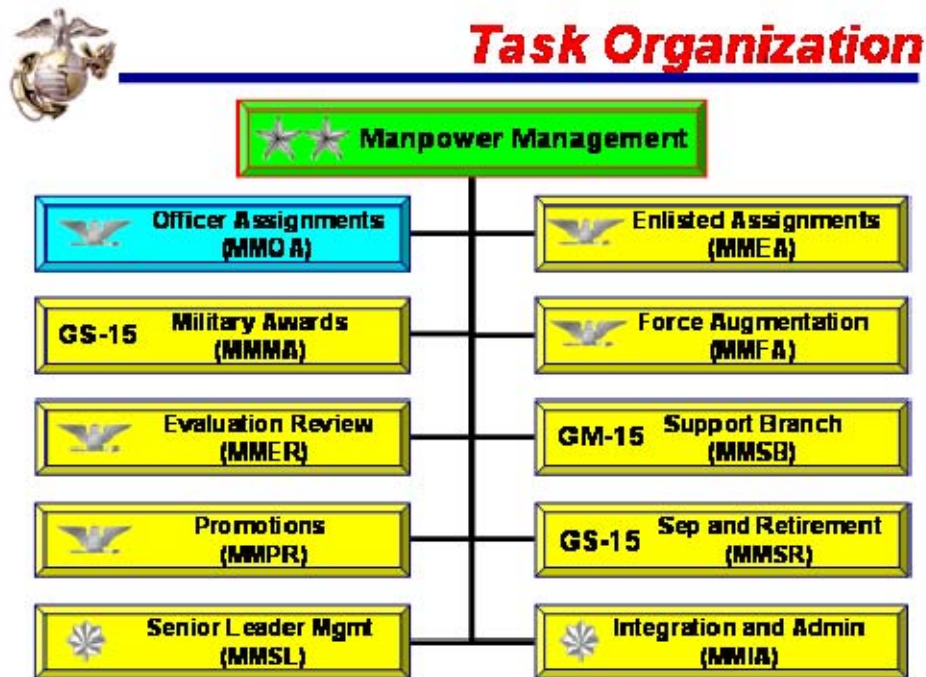 Task Organization
Manpower Management
Officer Assignments
(MMOA)
Enlisted Assignments
(MMEA)
GS-15
Military Awards
(MMMA)
Force Augmentation
(MMFA)
Evaluation Review
(MMER)
GM-15
Support Branch
(MMSB)
Promotions
(MMPR)
GS-15
Sep and Retirement
(MMSR)
Senior Leader Mgmt
(MMSL)
Integration and Admin
(MMIA)